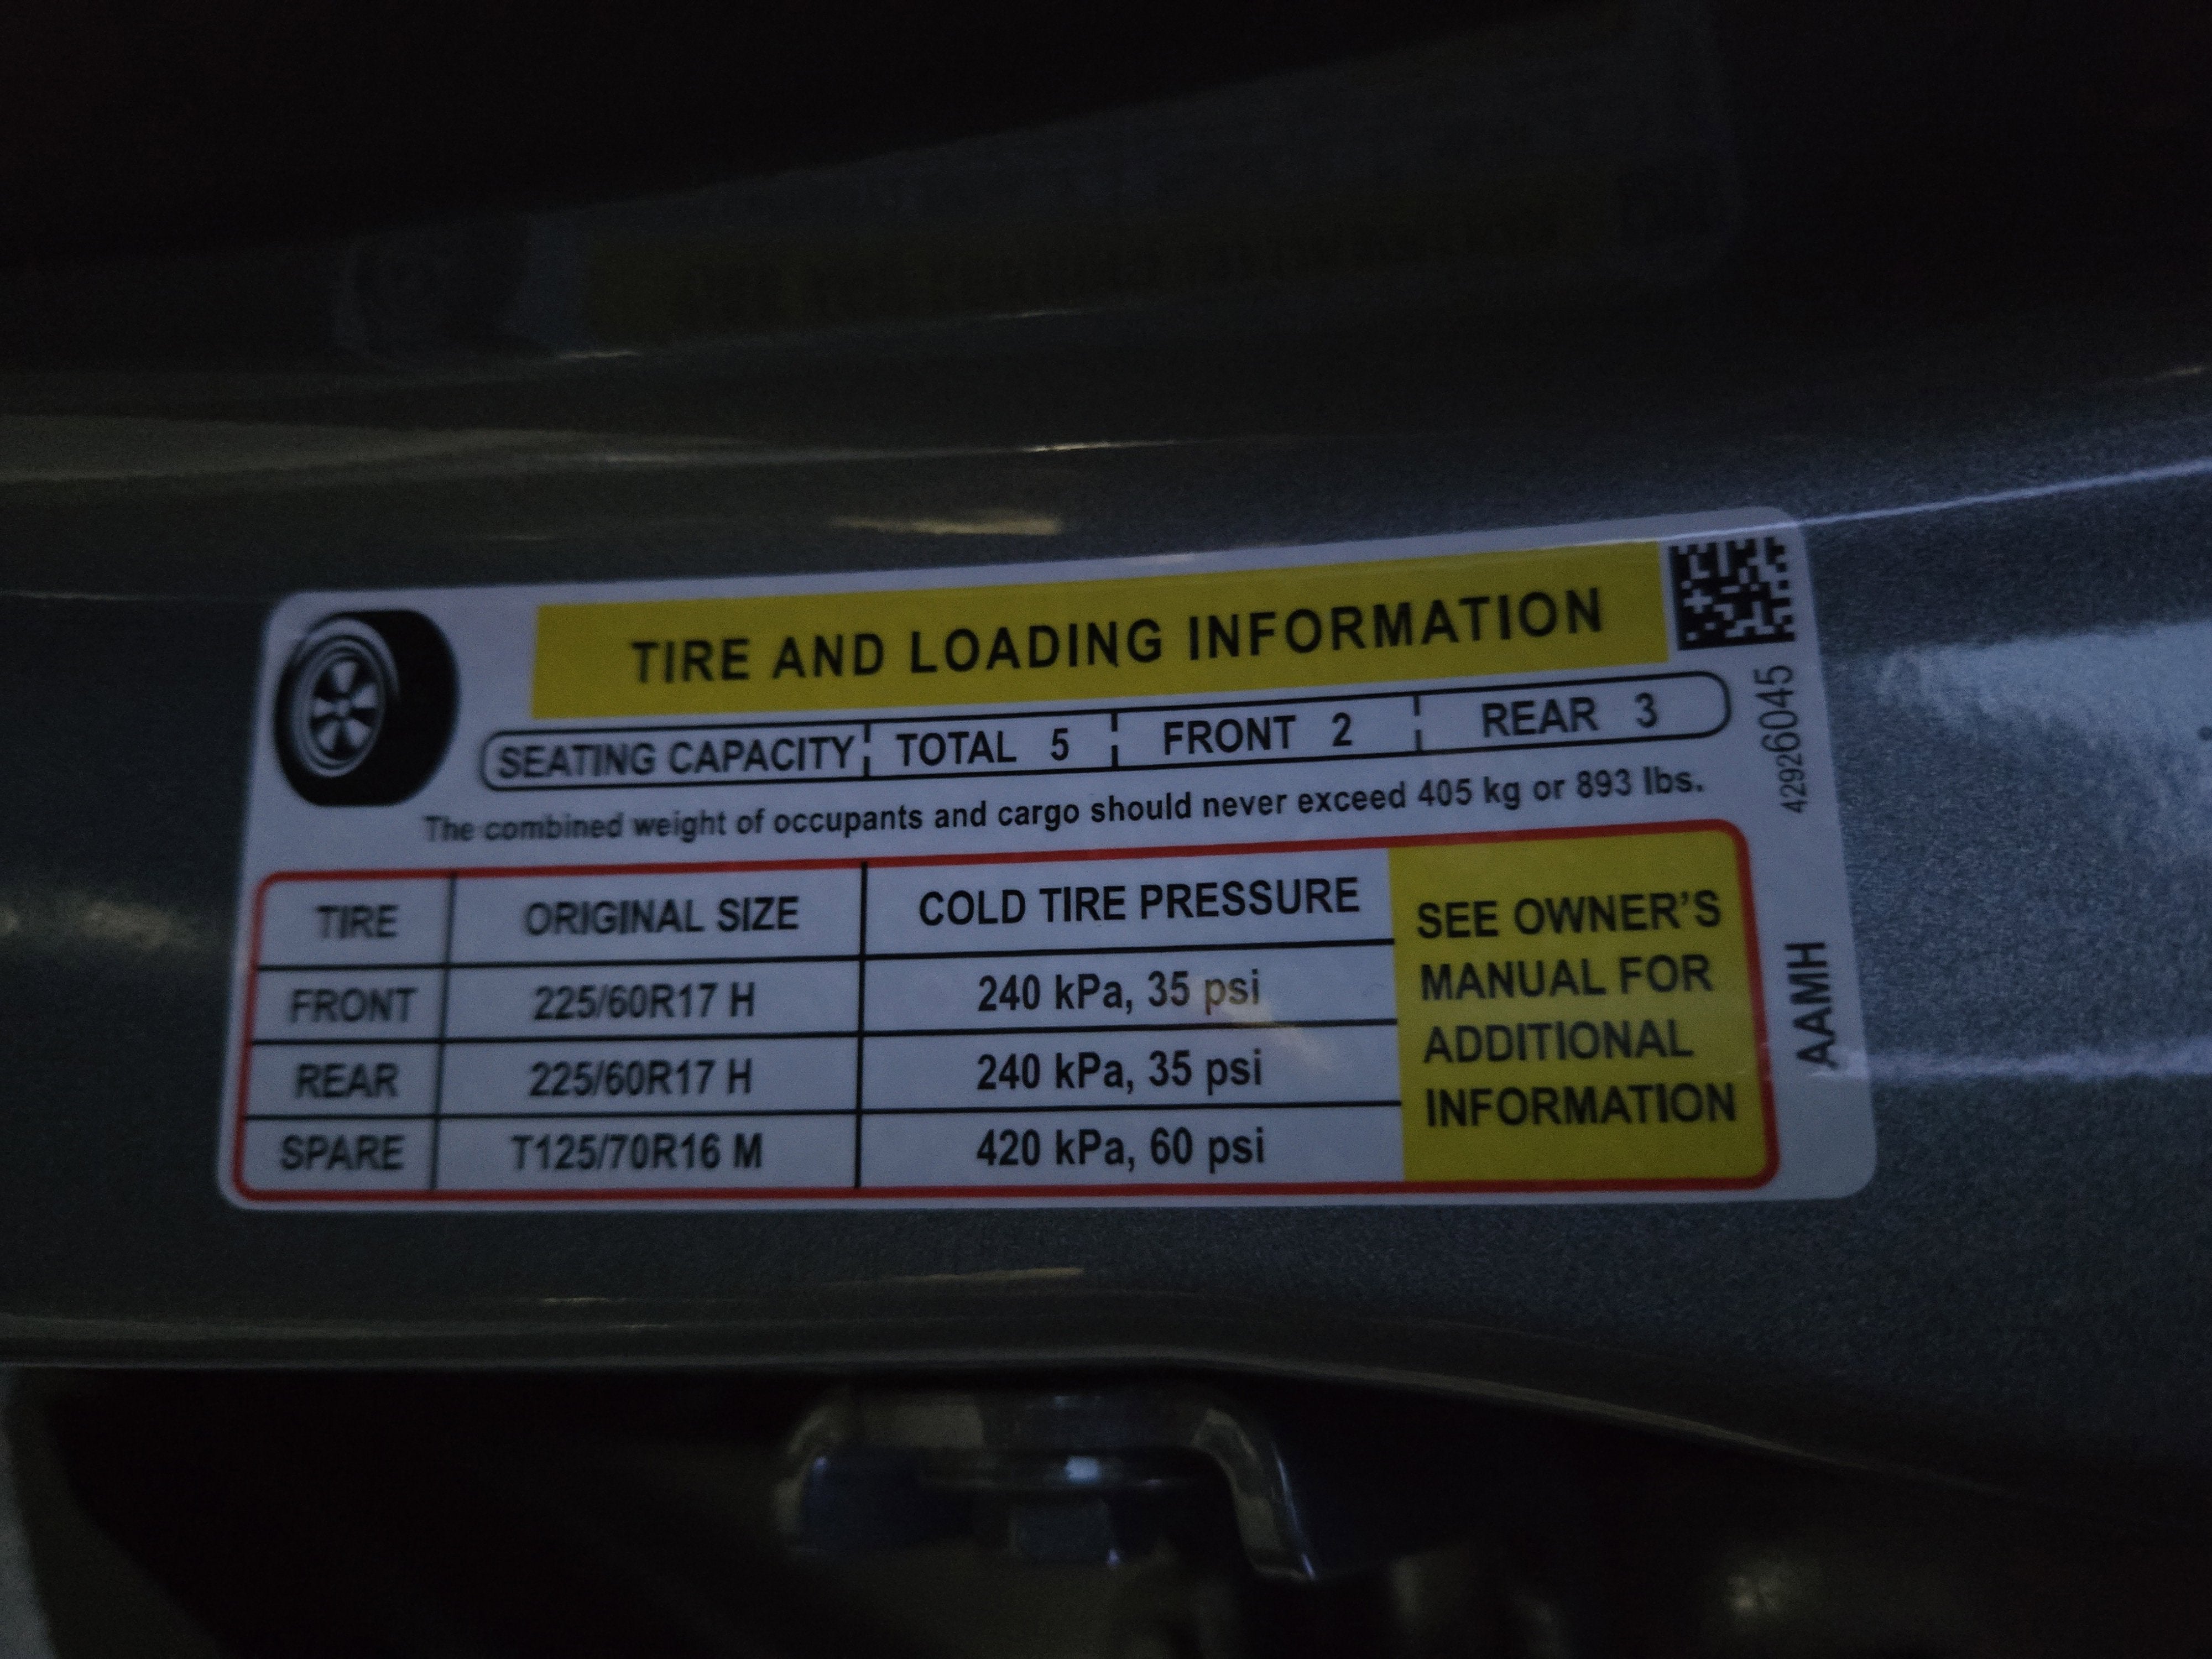 TIRE AND LOADING INFORMATION
SEATING CAPACITY TOTAL 5 FRONT 2 REAR 3
The combined weight of occupants and cargo should never exceed 405 kg or 893 lbs.
TIRE ORIGINAL SIZE COLD TIRE PRESSURE
FRONT 225/60R17 H 240 kPa, 35 psi
REAR 225/60R17 H 240 kPa, 35 psi
SPARE T125/70R16 M 420 kPa, 60 psi
SEE OWNER'S
MANUAL FOR
ADDITIONAL
INFORMATION
42926045
AAMH